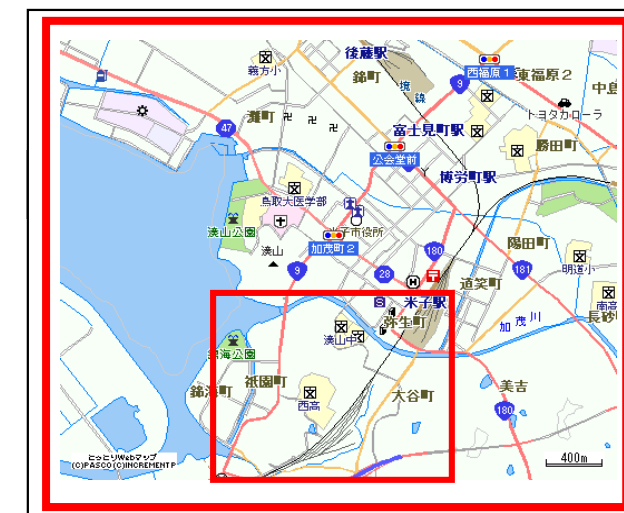 後藤駅
義方小
錦町
境線
9
西福原1
東福原2
中島
トヨタカローラ
灘町
47
富士見町駅
公会堂前
勝田町
博労町駅
鳥取大医学部
湊山公園
米子市役所
加茂町2
湊山
9
28
180
陽田町
181
明道小
道笑町
米子駅
南高
長砂町
加茂川
弥生町
湊山中
錦海公園
錦海町
祇園町
西高
大谷町
美吉
180
とっとりWebマップ
(C)PASCO(C)INCREMENT P
400m